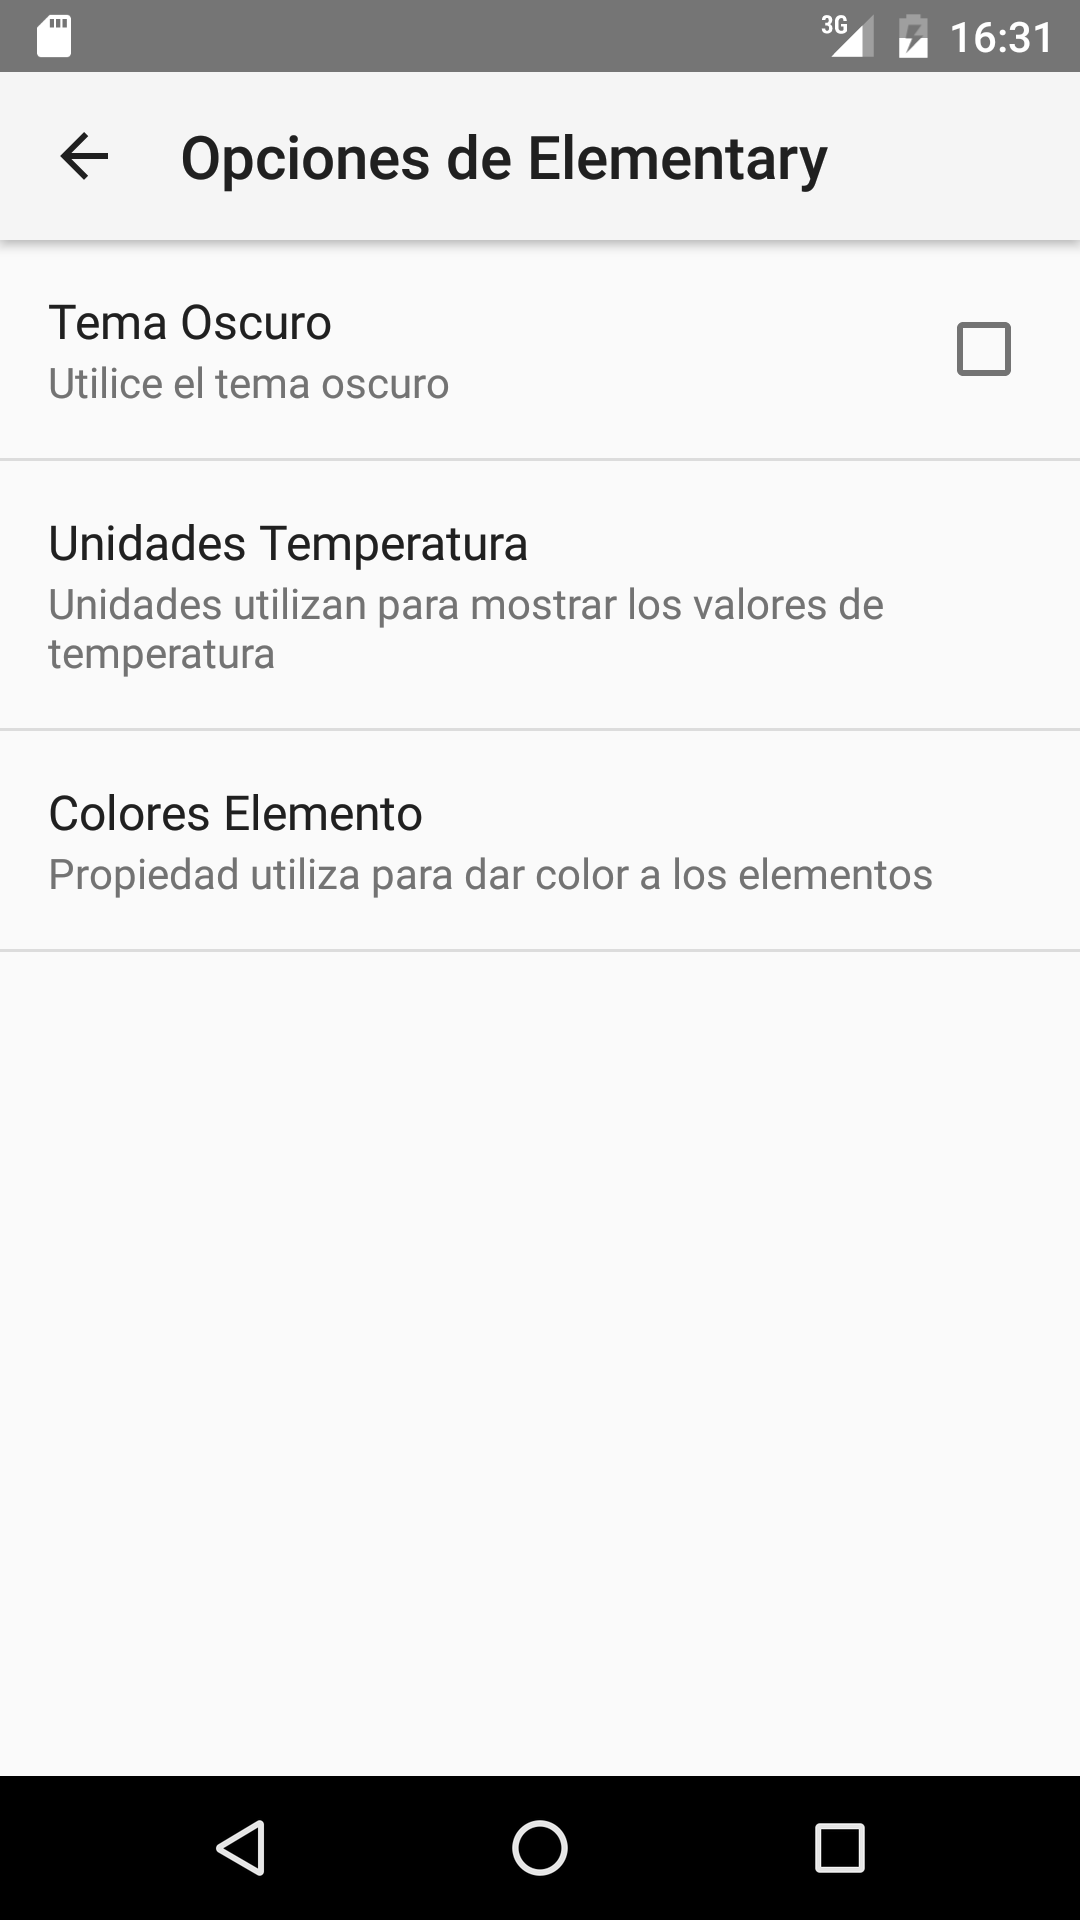 3G 16:31
Opciones de Elementary
Tema Oscuro
Utilice el tema oscuro
Unidades Temperatura
Unidades utilizan para mostrar los valores de
temperatura
Colores Elemento
Propiedad utiliza para dar color a los elementos